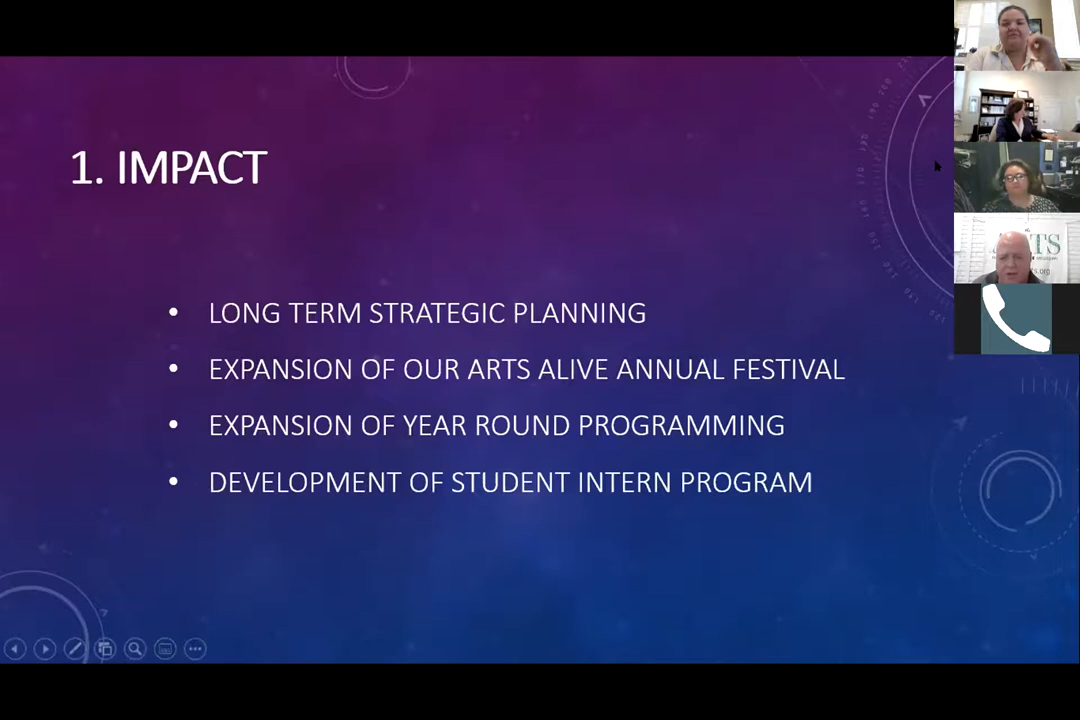 1. IMPACT
• LONG TERM STRATEGIC PLANNING
• EXPANSION OF OUR ARTS ALIVE ANNUAL FESTIVAL
• EXPANSION OF YEAR ROUND PROGRAMMING
• DEVELOPMENT OF STUDENT INTERN PROGRAM